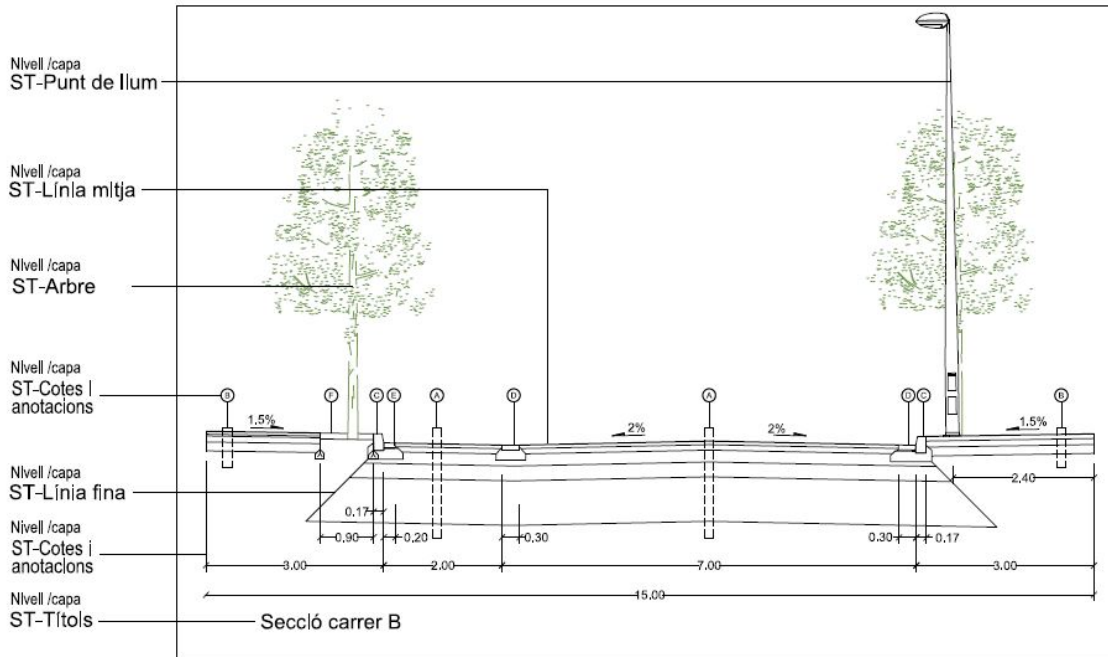 Nivell /capa
ST-Punt de llum
Nivell /capa
ST-Línia mitja
Nivell /capa
ST-Arbre
Nivell /capa
ST-Cotes i
anotacions
B F C E A D A D C B
1.5% 2% 2% 1.5%
Nivell /capa
ST-Línia fina
2,40
0.17
Nivell /capa
ST-Cotes i
anotacions
0,90 0.20 0.30 0.30 0.17
3.00 2.00 7.00 3.00
15.00
Nivell /capa
ST-Títols
Secció carrer B